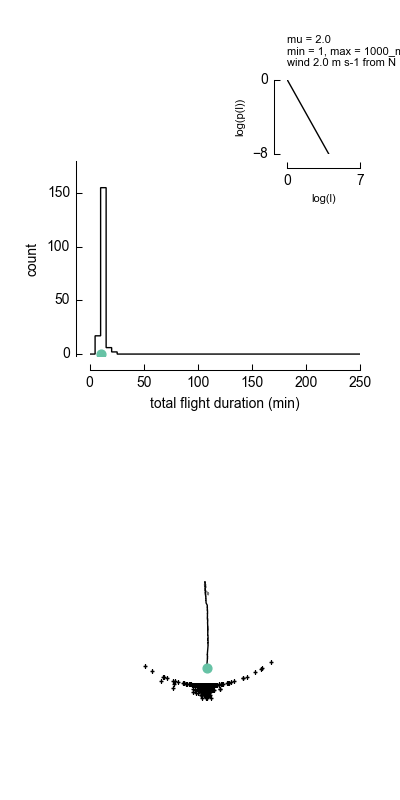 mu = 2.0
min = 1, max = 1000_m
wind 2.0 m s-1 from N
0
log(p(l))
−8
0
7
log(l)
150
100
50
0
count
0
50
100
150
200
250
total flight duration (min)